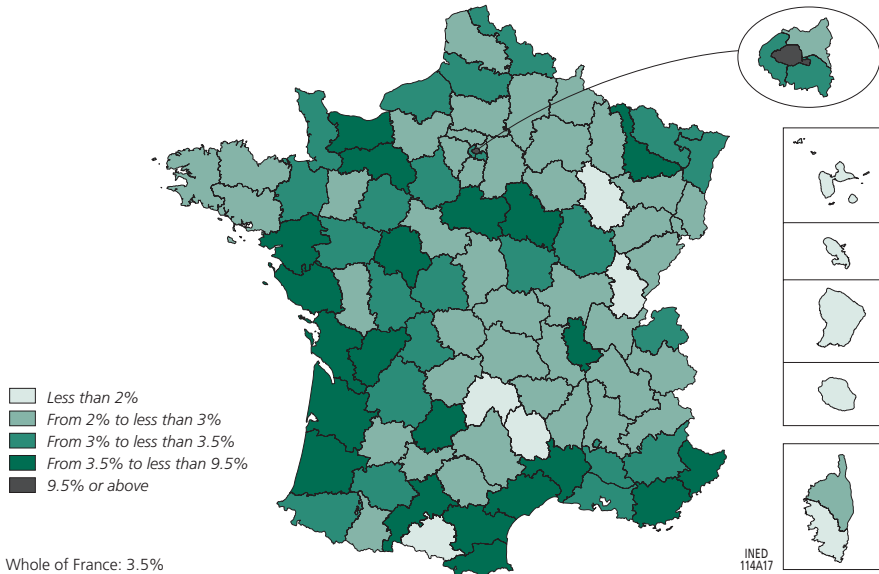 Less than 2%
From 2% to less than 3%
From 3% to less than 3.5%
From 3.5% to less than 9.5%
9.5% or above
Whole of France: 3.5%
INED
114A17